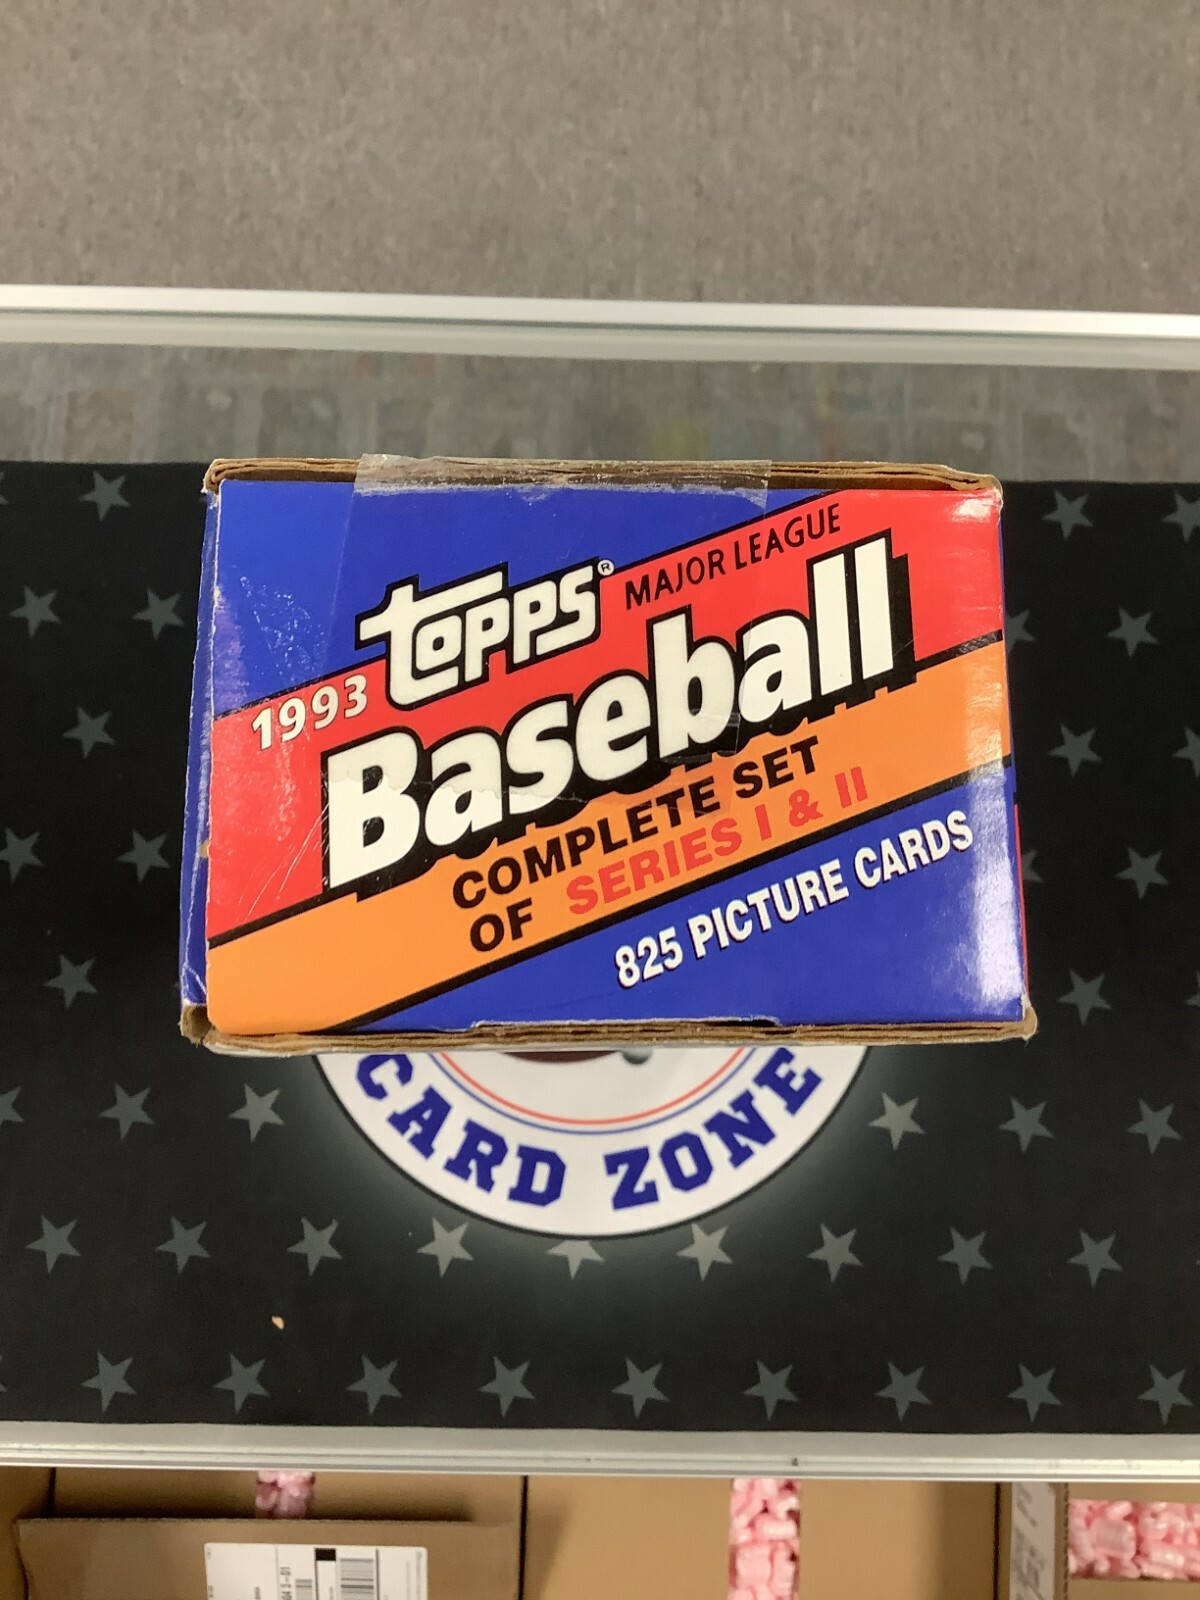 TOPPS® MAJOR LEAGUE
1993 Baseball
COMPLETE SET
OF SERIES I & II
825 PICTURE CARDS
CARD ZONE